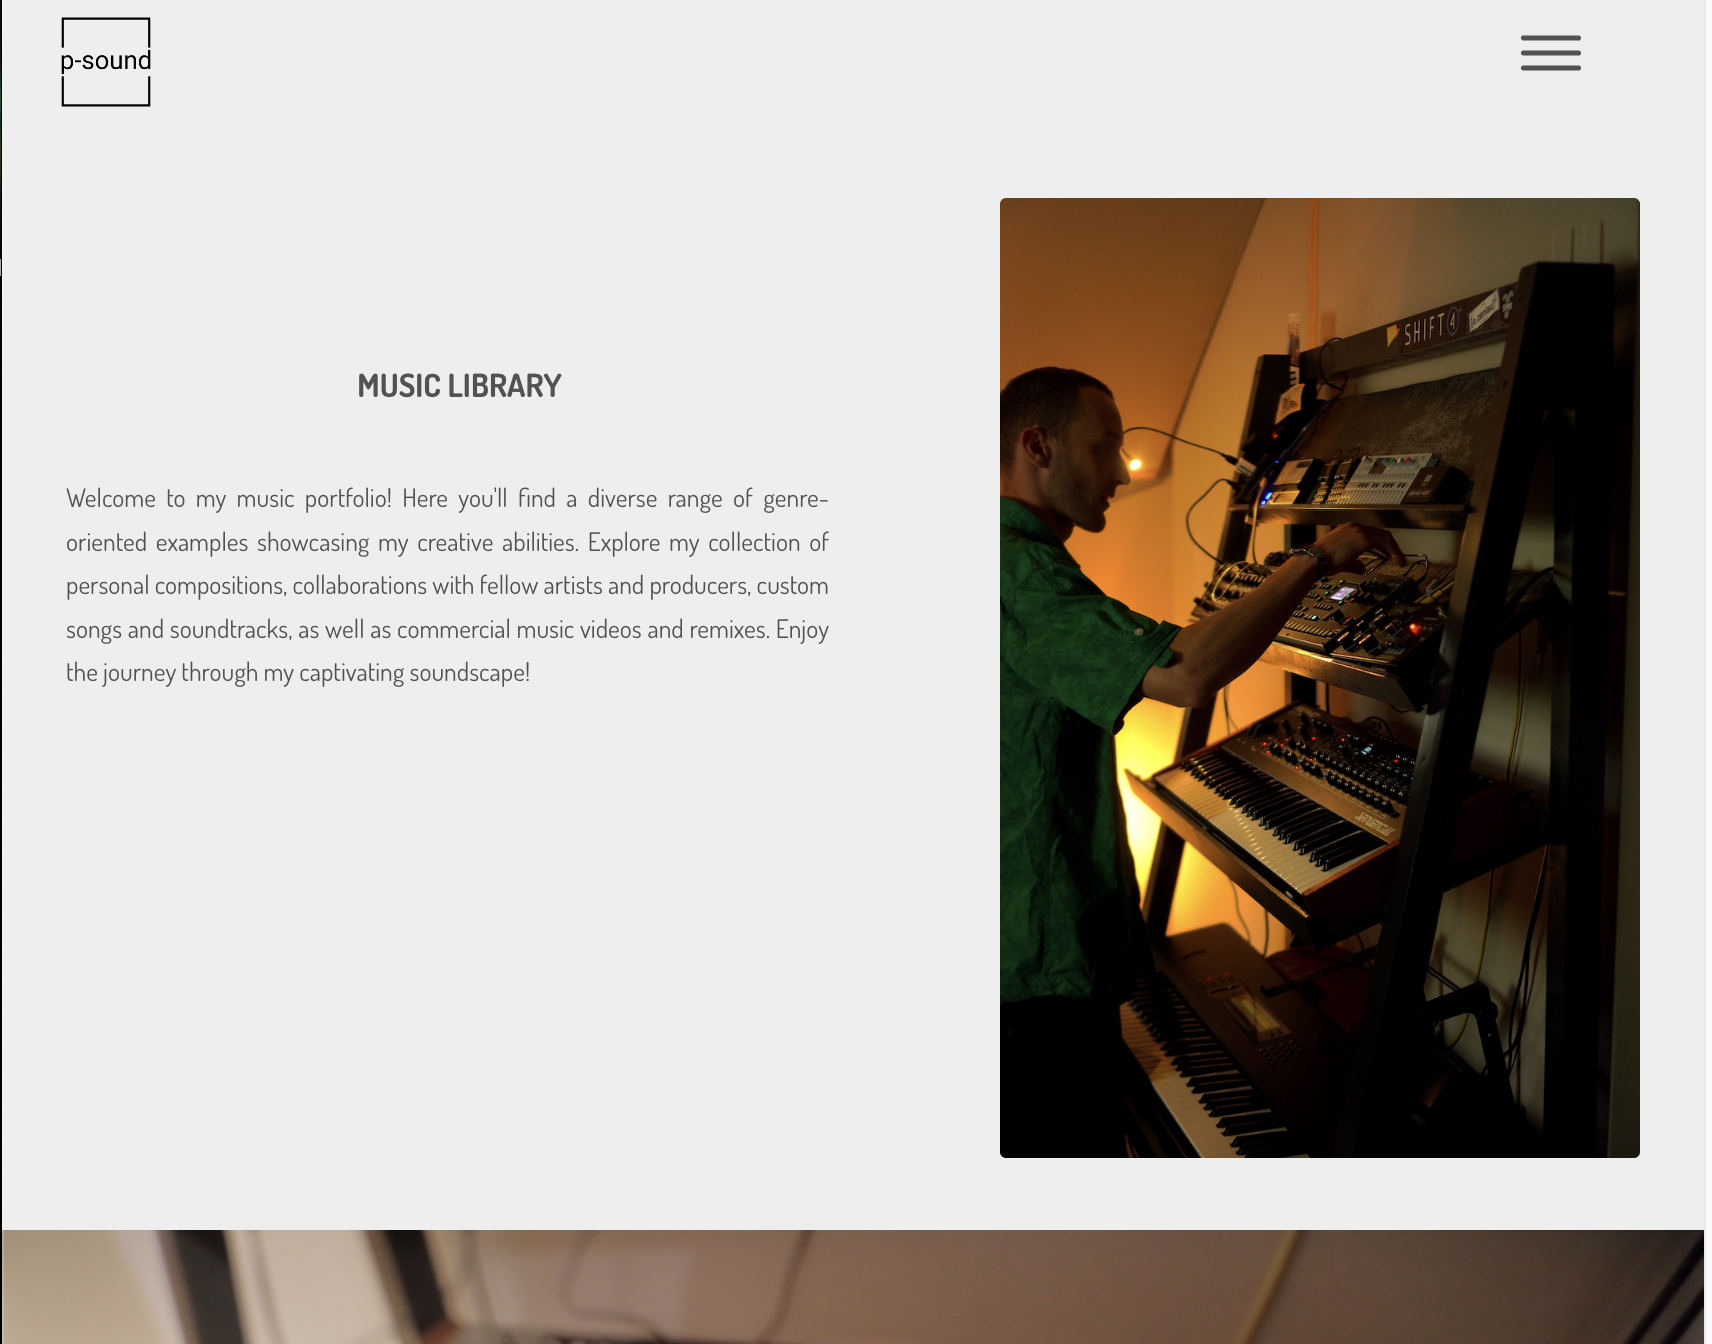 p-sound
MUSIC LIBRARY
Welcome to my music portfolio! Here you'll find a diverse range of genre-
oriented examples showcasing my creative abilities. Explore my collection of
personal compositions, collaborations with fellow artists and producers, custom
songs and soundtracks, as well as commercial music videos and remixes. Enjoy
the journey through my captivating soundscape!
SHIFT 4